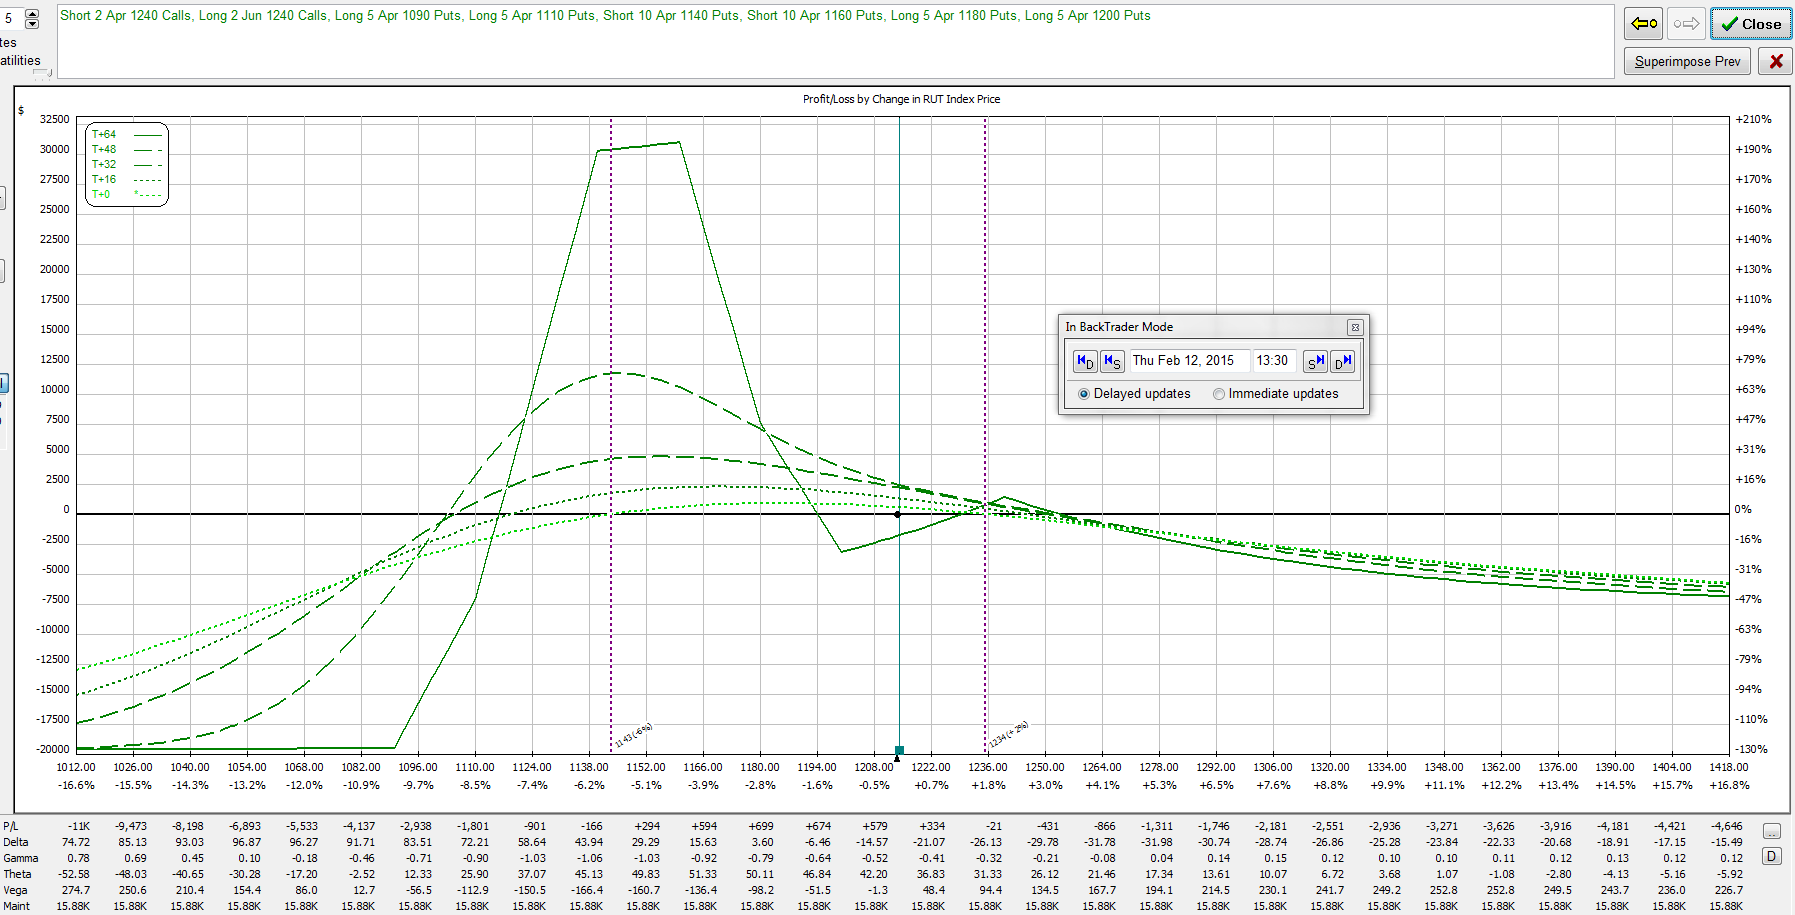 Short 2 Apr 1240 Calls, Long 2 Jun 1240 Calls, Long 5 Apr 1090 Puts, Long 5 Apr 1110 Puts, Short 10 Apr 1140 Puts, Short 10 Apr 1160 Puts, Long 5 Apr 1180 Puts, Long 5 Apr 1200 Puts
5
tes
atilities
Close
Superimpose Prev
Profit/Loss by Change in RUT Index Price
$
T+64
T+48
T+32
T+16
T+0 *
32500 +210%
30000 +190%
27500 +170%
25000 +160%
22500 +140%
20000 +130%
17500 +110%
15000 +94%
12500 +79%
10000 +63%
7500 +47%
5000 +31%
2500 +16%
0 0%
-2500 -16%
-5000 -31%
-7500 -47%
-10000 -63%
-12500 -79%
-15000 -94%
-17500 -110%
-20000 -130%
In BackTrader Mode
D S Thu Feb 12, 2015 13:30 S D
Delayed updates Immediate updates
1143 (-6%) 1234 (+2%)
1012.00 1026.00 1040.00 1054.00 1068.00 1082.00 1096.00 1110.00 1124.00 1138.00 1152.00 1166.00 1180.00 1194.00 1208.00 1222.00 1236.00 1250.00 1264.00 1278.00 1292.00 1306.00 1320.00 1334.00 1348.00 1362.00 1376.00 1390.00 1404.00 1418.00
-16.6% -15.5% -14.3% -13.2% -12.0% -10.9% -9.7% -8.5% -7.4% -6.2% -5.1% -3.9% -2.8% -1.6% -0.5% +0.7% +1.8% +3.0% +4.1% +5.3% +6.5% +7.6% +8.8% +9.9% +11.1% +12.2% +13.4% +14.5% +15.7% +16.8%
P/L -11K -9,473 -8,198 -6,893 -5,533 -4,137 -2,938 -1,801 -901 -166 +294 +594 +699 +674 +579 +334 -21 -431 -866 -1,311 -1,746 -2,181 -2,551 -2,936 -3,271 -3,626 -3,916 -4,181 -4,421 -4,646 ...
Delta 74.72 85.13 93.03 96.87 96.27 91.71 83.51 72.21 58.64 43.94 29.29 15.63 3.60 -6.46 -14.57 -21.07 -26.13 -29.78 -31.78 -31.98 -30.74 -28.74 -26.86 -25.28 -23.84 -22.33 -20.68 -18.91 -17.15 -15.49
Gamma 0.78 0.69 0.45 0.10 -0.18 -0.46 -0.71 -0.90 -1.03 -1.06 -1.03 -0.92 -0.79 -0.64 -0.52 -0.41 -0.32 -0.21 -0.08 0.04 0.14 0.15 0.12 0.10 0.10 0.11 0.12 0.13 0.12 0.12 D
Theta -52.58 -48.03 -40.65 -30.28 -17.20 -2.52 12.33 25.90 37.07 45.13 49.83 51.33 50.11 46.84 42.20 36.83 31.33 26.12 21.46 17.34 13.61 10.07 6.72 3.68 1.07 -1.08 -2.80 -4.13 -5.16 -5.92
Vega 274.7 250.6 210.4 154.4 86.0 12.7 -56.5 -112.9 -150.5 -166.4 -160.7 -136.4 -98.2 -51.5 -1.3 48.4 94.4 134.5 167.7 194.1 214.5 230.1 241.7 249.2 252.8 252.8 249.5 243.7 236.0 226.7
Maint 15.88K 15.88K 15.88K 15.88K 15.88K 15.88K 15.88K 15.88K 15.88K 15.88K 15.88K 15.88K 15.88K 15.88K 15.88K 15.88K 15.88K 15.88K 15.88K 15.88K 15.88K 15.88K 15.88K 15.88K 15.88K 15.88K 15.88K 15.88K 15.88K 15.88K